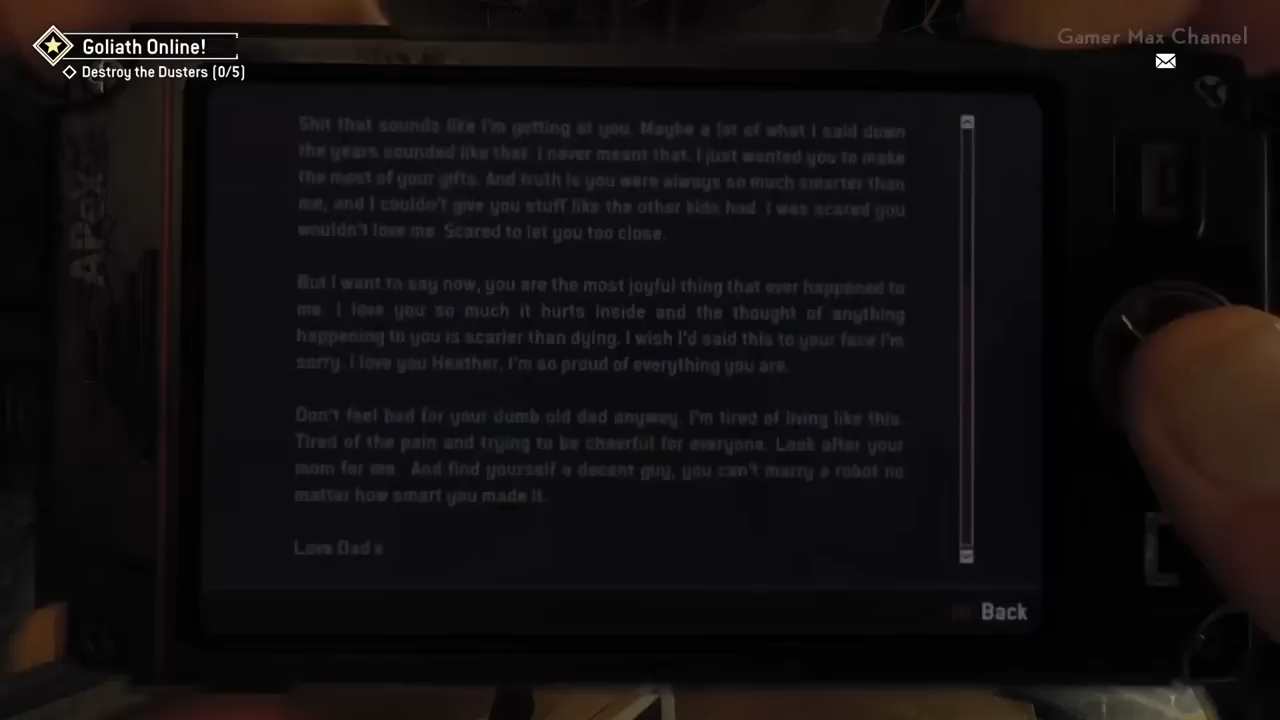 Goliath Online!
Destroy the Dusters (0/5)
Gamer Max Channel
APEX
Shit that sounds like I'm getting at you. Maybe a lot of what I said down
the years sounded like that. I never meant that. I just wanted you to make
the most of your gifts. And truth is you were always so much smarter than
me, and I couldn't give you stuff like the other kids had. I was scared you
wouldn't love me. Scared to let you too close.
But I want to say now, you are the most joyful thing that ever happened to
me. I love you so much it hurts inside and the thought of anything
happening to you is scarier than dying. I wish I'd said this to your face I'm
sorry. I love you Heather. I'm so proud of everything you are.
Don't feel bad for your dumb old dad anyway. I'm tired of living like this.
Tired of the pain and trying to be cheerful for everyone. Look after your
mom for me. And find yourself a decent guy, you can't marry a robot no
matter how smart you made it.
Love Dad x
Back